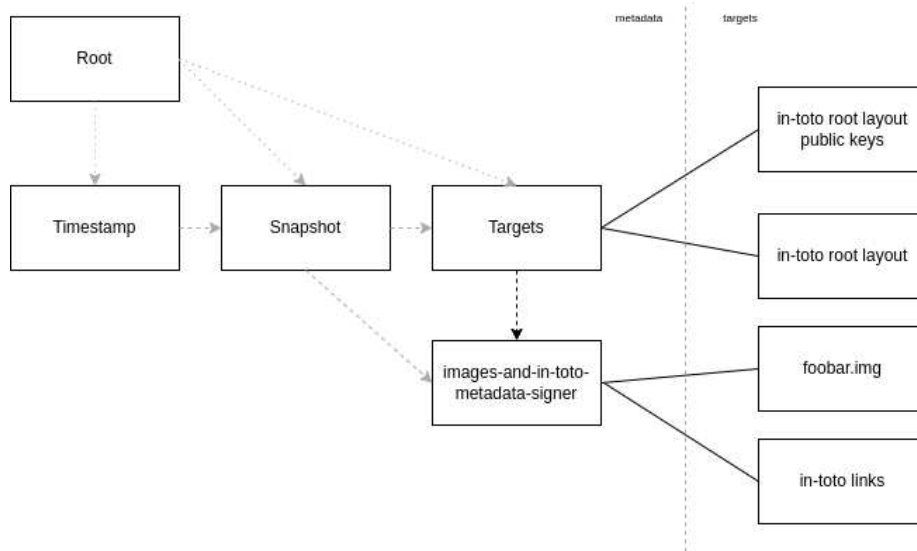 metadata
targets
Root
in-toto root layout
public keys
Timestamp
Snapshot
Targets
in-toto root layout
images-and-in-toto-
metadata-signer
foobar.img
in-toto links